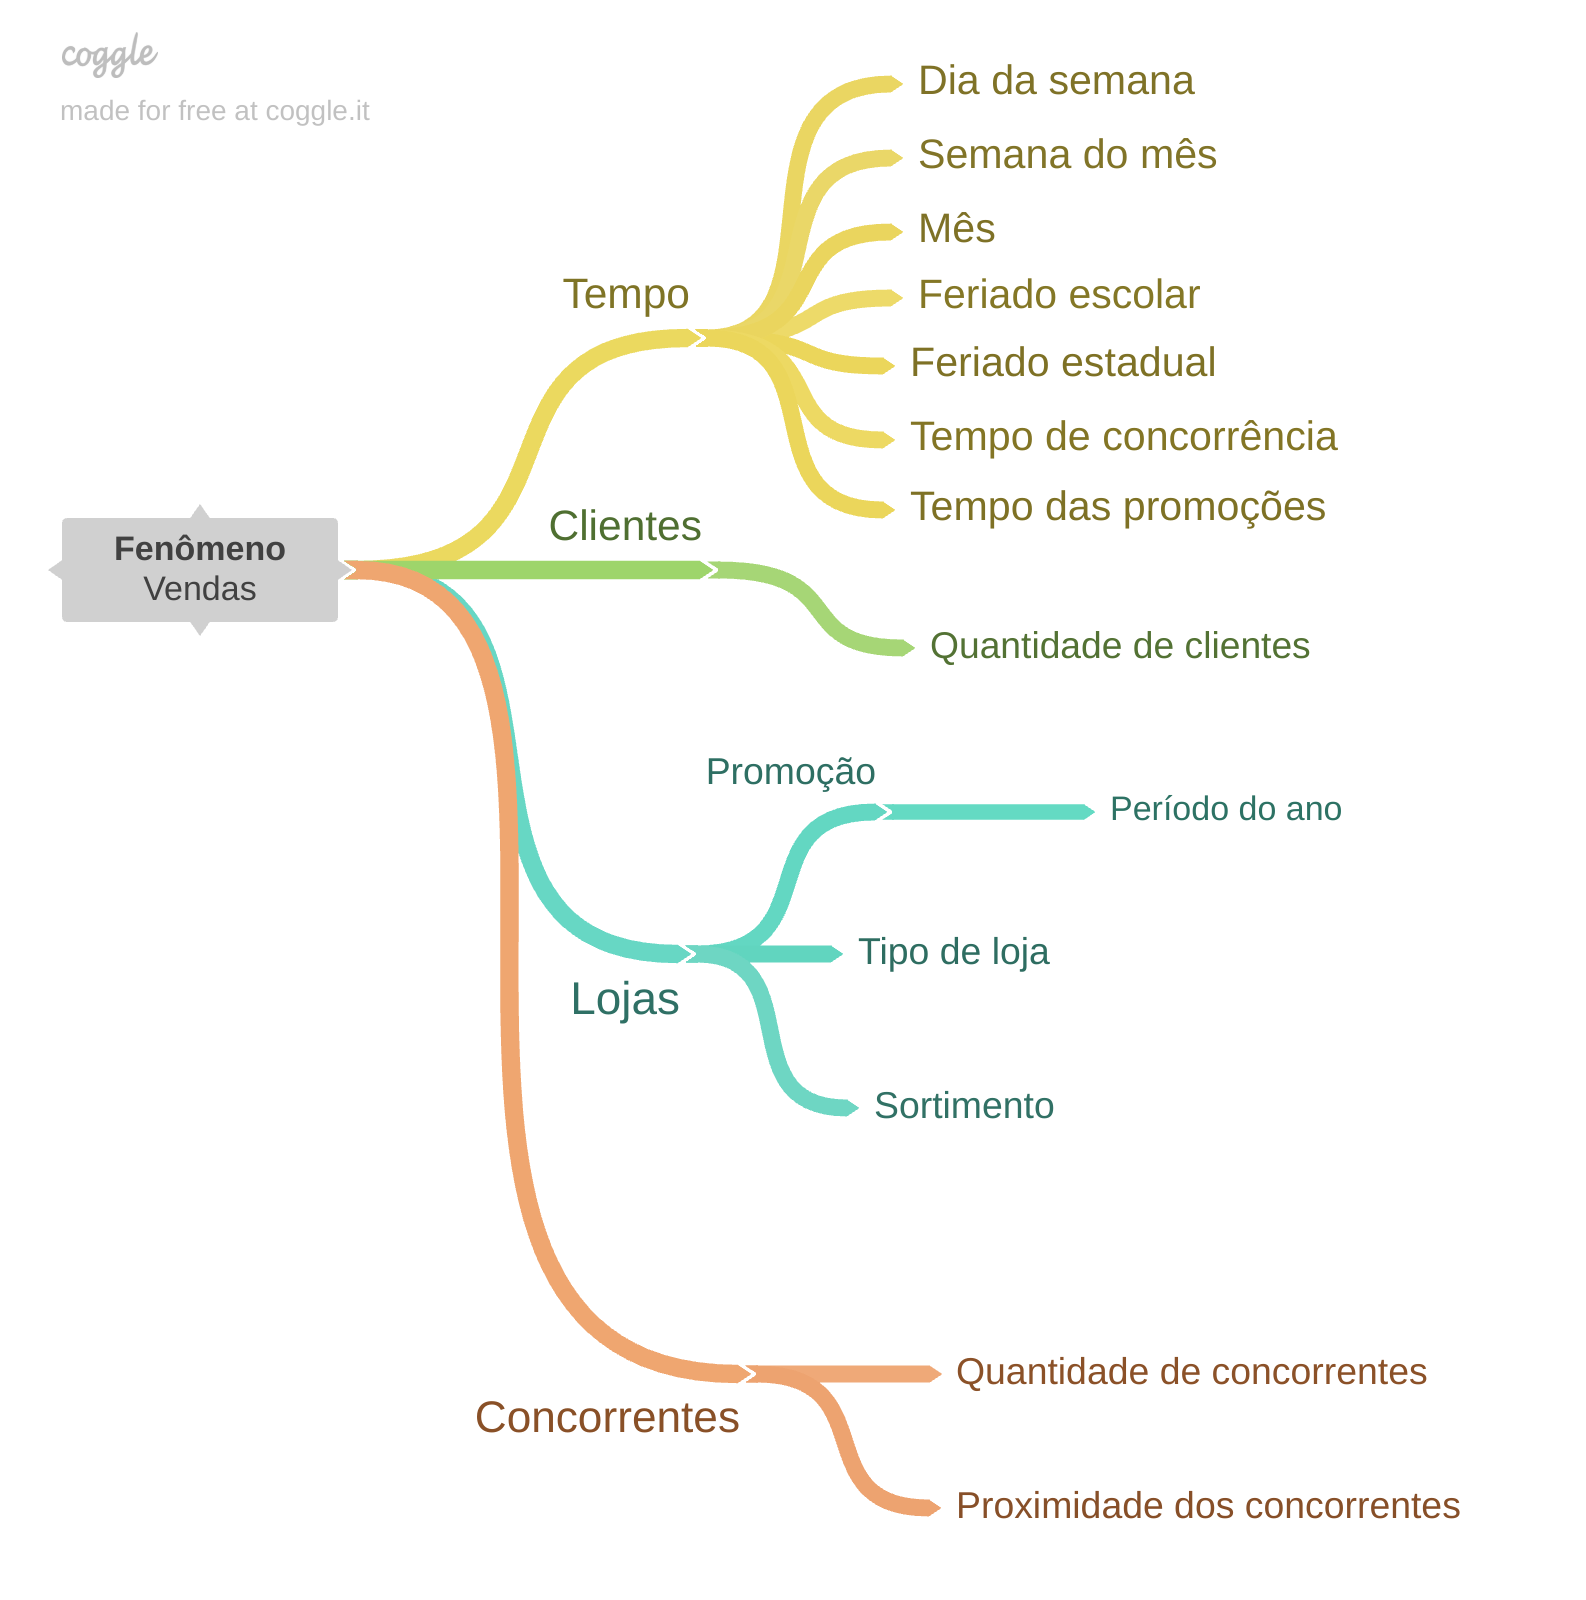 coggle
made for free at coggle.it
Dia da semana
Semana do mês
Mês
Tempo
Feriado escolar
Feriado estadual
Tempo de concorrência
Tempo das promoções
Fenômeno
Vendas
Clientes
Quantidade de clientes
Promoção
Período do ano
Tipo de loja
Lojas
Sortimento
Concorrentes
Quantidade de concorrentes
Proximidade dos concorrentes